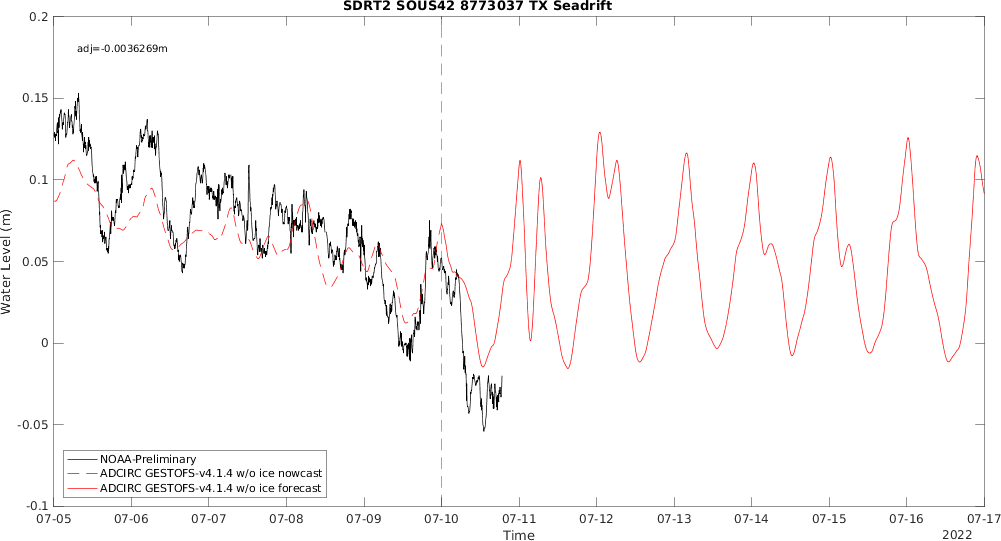 SDRT2 SOUS42 8773037 TX Seadrift
adj=-0.0036269m
Water Level (m)
0.2
0.15
0.1
0.05
0
-0.05
-0.1
NOAA-Preliminary
ADCIRC GESTOFS-v4.1.4 w/o ice nowcast
ADCIRC GESTOFS-v4.1.4 w/o ice forecast
07-05 07-06 07-07 07-08 07-09 07-10 07-11 07-12 07-13 07-14 07-15 07-16 07-17
Time
2022